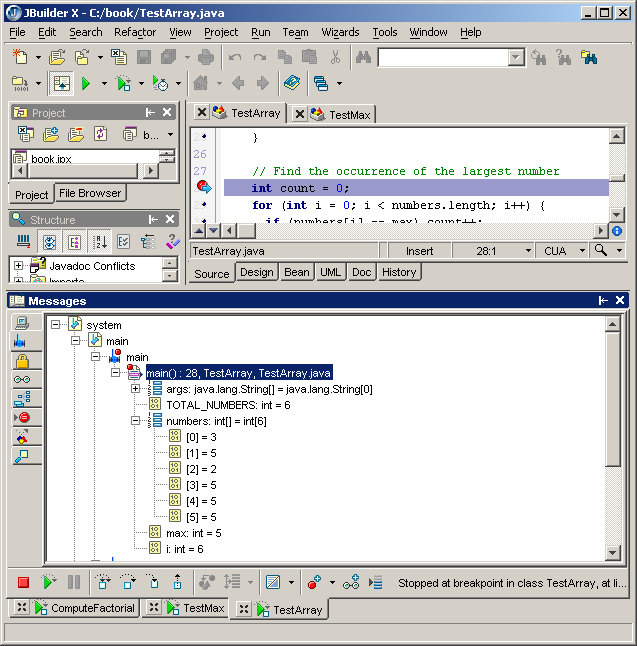 JBuilder X - C:/book/TestArray.java
File Edit Search Refactor View Project Run Team Wizards Tools Window Help
Project
b...
book.jpx
Project File Browser
Structure
Javadoc Conflicts
Imports
TestArray TestMax
}
26
27 // Find the occurrence of the largest number
int count = 0;
for (int i = 0; i < numbers.length; i++) {
if (numbers[i] == max) count++;
TestArray.java Insert 28:1 CUA
Source Design Bean UML Doc History
Messages
system
main
main
main() : 28, TestArray, TestArray.java
args: java.lang.String[] = java.lang.String[0]
TOTAL_NUMBERS: int = 6
numbers: int[] = int[6]
[0] = 3
[1] = 5
[2] = 2
[3] = 5
[4] = 5
[5] = 5
max: int = 5
i: int = 6
Stopped at breakpoint in class TestArray, at li...
ComputeFactorial TestMax TestArray